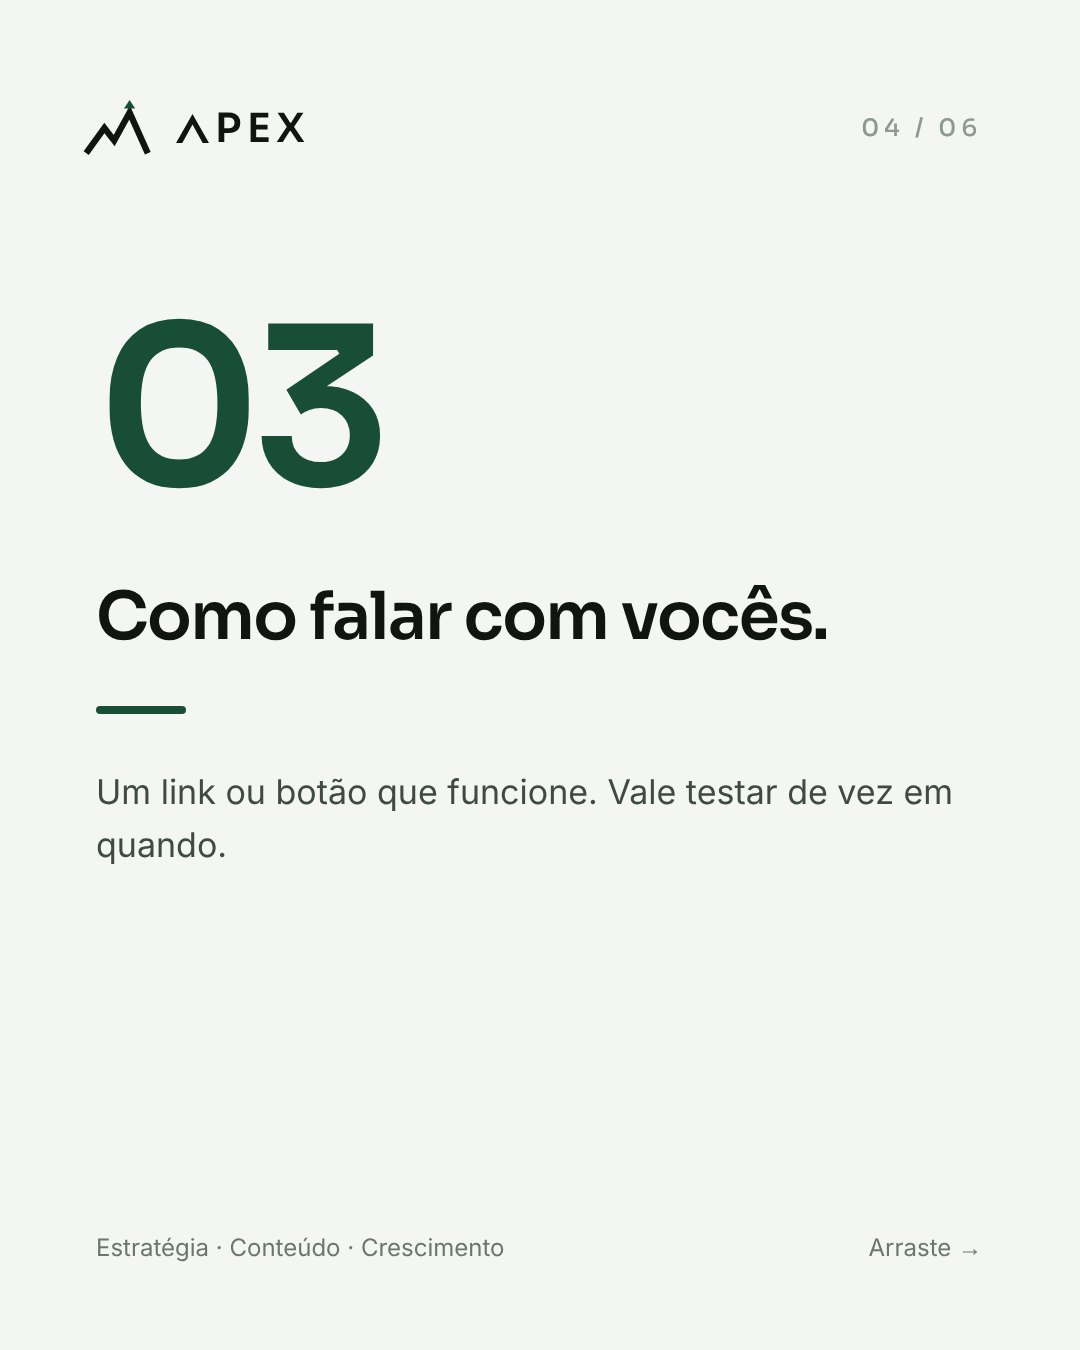 APEX
04 / 06
03
Como falar com vocês.
Um link ou botão que funcione. Vale testar de vez em
quando.
Estratégia · Conteúdo · Crescimento
Arraste →